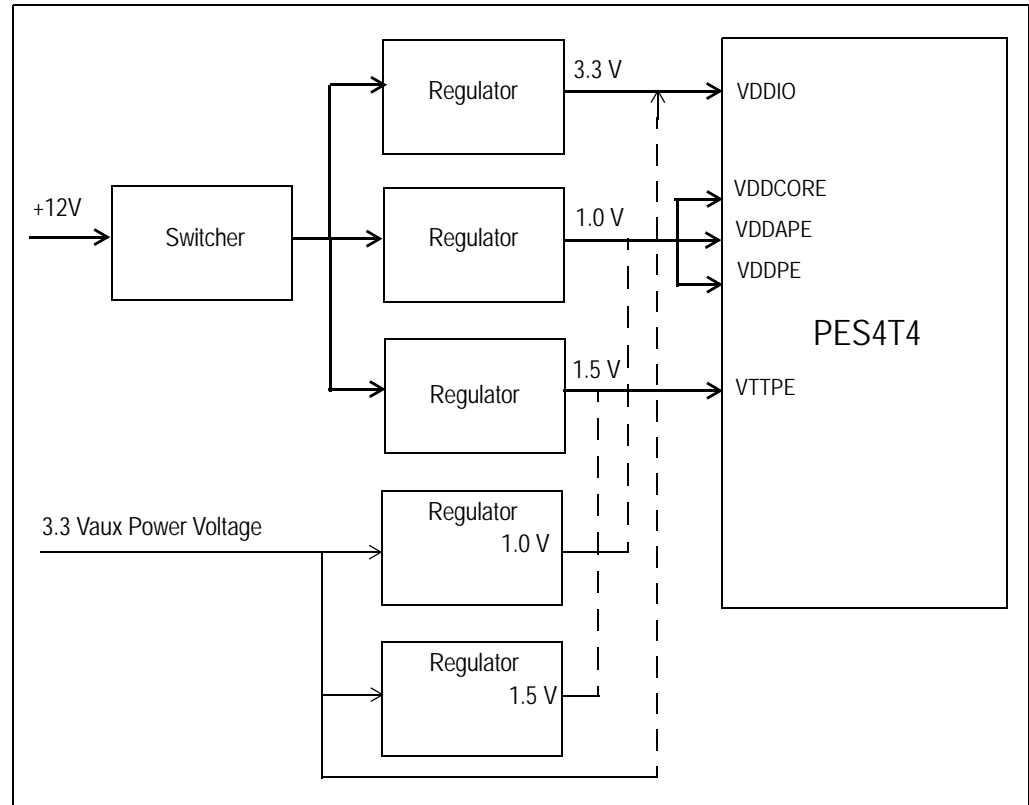 3.3 V
Regulator
VDDIO
+12V
Switcher
1.0 V
Regulator
VDDCORE
VDDAPE
VDDPE
PES4T4
1.5 V
Regulator
VTTPE
3.3 Vaux Power Voltage
Regulator
1.0 V
Regulator
1.5 V